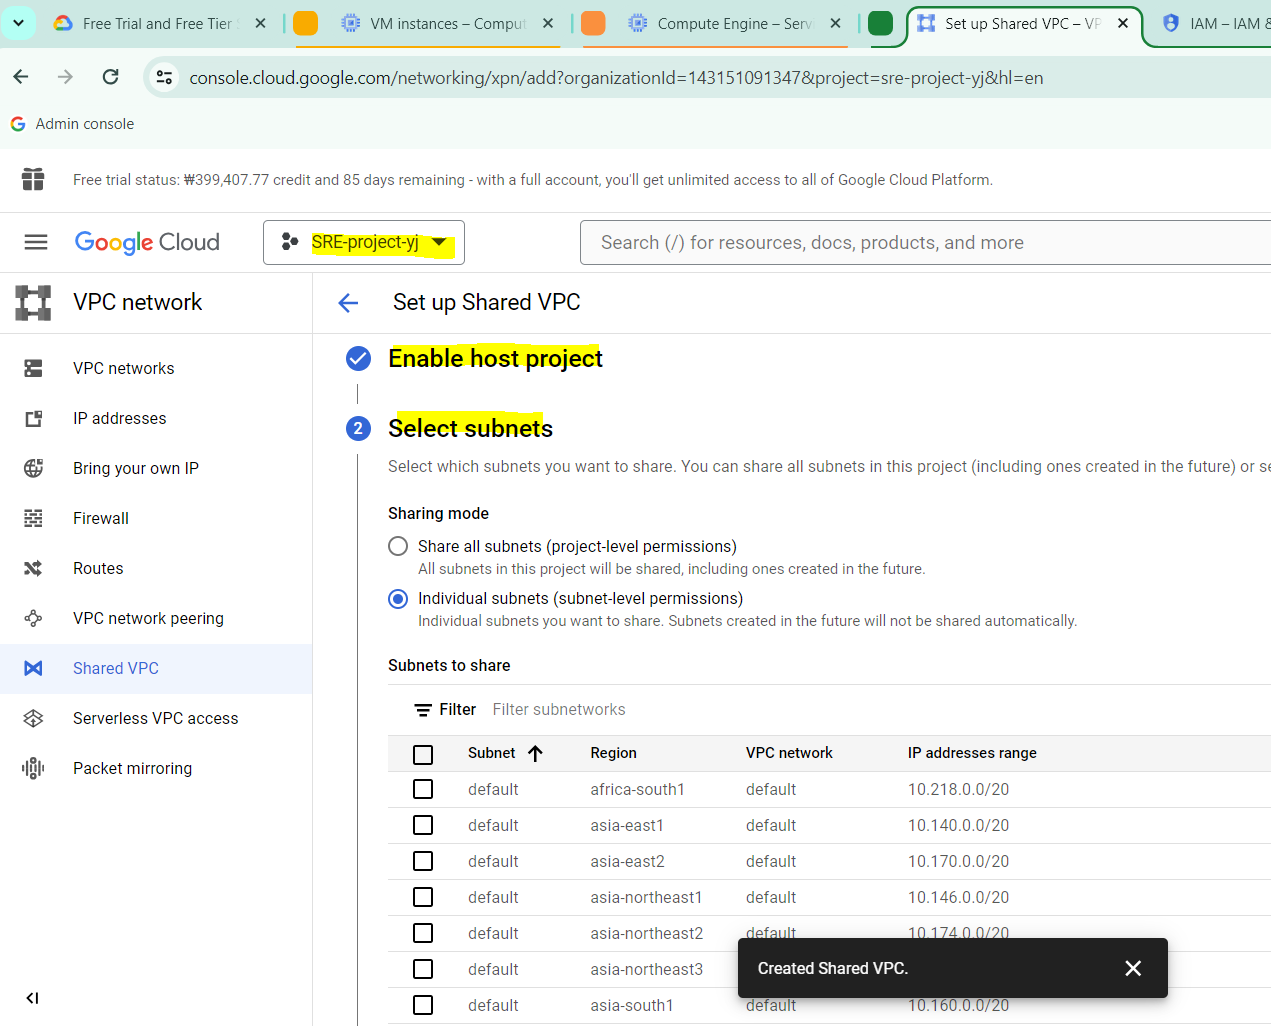 Free Trial and Free Tier
VM instances – Comput
Compute Engine – Servi
Set up Shared VPC – VP
IAM – IAM &
console.cloud.google.com/networking/xpn/add?organizationId=143151091347&project=sre-project-yj&hl=en
Admin console
Free trial status: ₩399,407.77 credit and 85 days remaining - with a full account, you'll get unlimited access to all of Google Cloud Platform.
Google Cloud
SRE-project-yj
Search (/) for resources, docs, products, and more
VPC network
Set up Shared VPC
VPC networks
IP addresses
Bring your own IP
Firewall
Routes
VPC network peering
Shared VPC
Serverless VPC access
Packet mirroring
Enable host project
2 Select subnets
Select which subnets you want to share. You can share all subnets in this project (including ones created in the future) or se
Sharing mode
Share all subnets (project-level permissions)
All subnets in this project will be shared, including ones created in the future.
Individual subnets (subnet-level permissions)
Individual subnets you want to share. Subnets created in the future will not be shared automatically.
Subnets to share
Filter Filter subnetworks
Subnet Region VPC network IP addresses range
default africa-south1 default 10.218.0.0/20
default asia-east1 default 10.140.0.0/20
default asia-east2 default 10.170.0.0/20
default asia-northeast1 default 10.146.0.0/20
default asia-northeast2 default 10.174.0.0/20
default asia-northeast3
default asia-south1 default 10.160.0.0/20
Created Shared VPC.